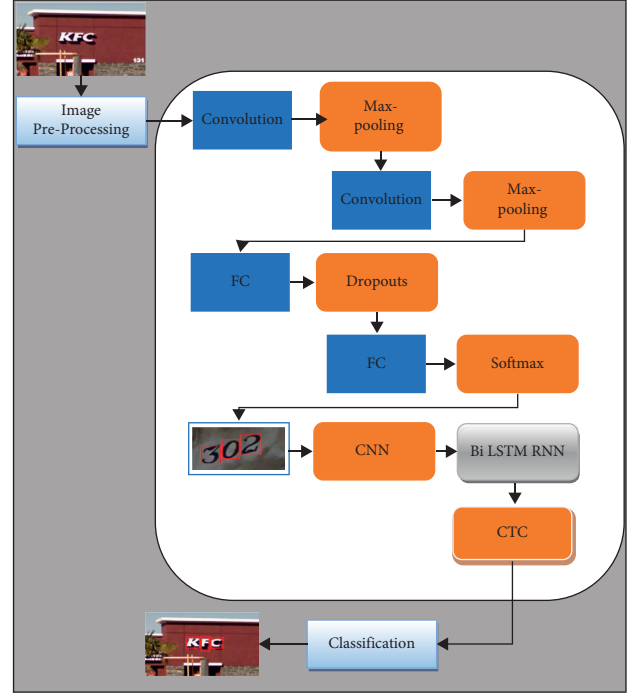 KFC
131
Image
Pre-Processing
Convolution
Max-
pooling
Convolution
Max-
pooling
FC
Dropouts
FC
Softmax
302
CNN
Bi LSTM RNN
CTC
Classification
KFC